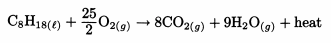 C₈H₁₈₍ℓ₎ + 25/2 O₂₍g₎ → 8CO₂₍g₎ + 9H₂O₍g₎ + heat